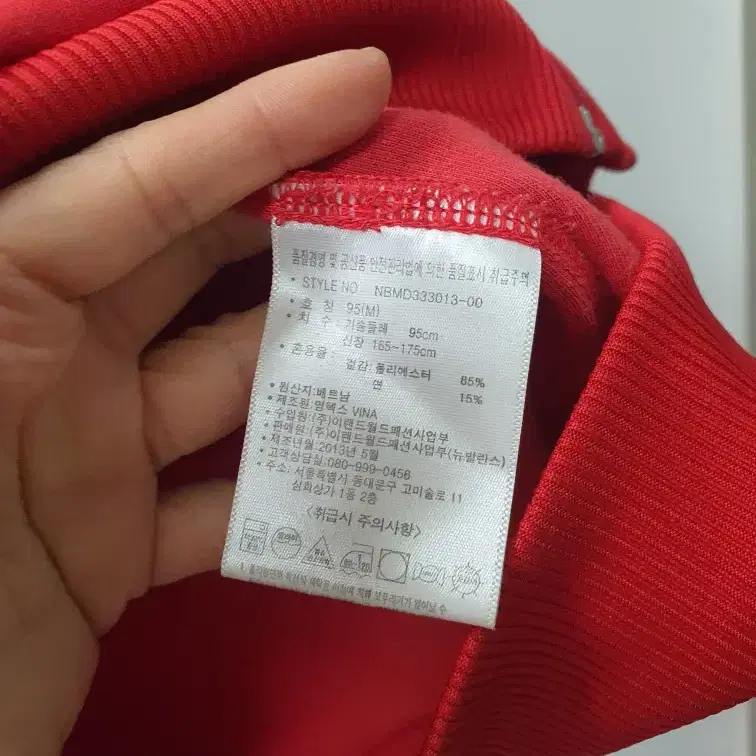 품질경영 및 공산품 안전관리법에 의한 품질표시 취급주의
• STYLE NO NBMD333013-00
• 호 칭 95(M)
• 치 수 : 가슴둘레 95cm
신장 165~175cm
• 혼용율
겉감: 폴리에스터 85%
면 15%
• 원산지:베트남
• 제조원:영텍스 VINA
• 수입원:(주)이랜드월드패션사업부
• 판매원:(주)이랜드월드패션사업부(뉴발란스)
• 제조년월:2013년 5월
• 고객상담실:080-999-0456
• 주소:서울특별시 동대문구 고미술로 11
삼희상가 1동 2층
<취급시 주의사항>